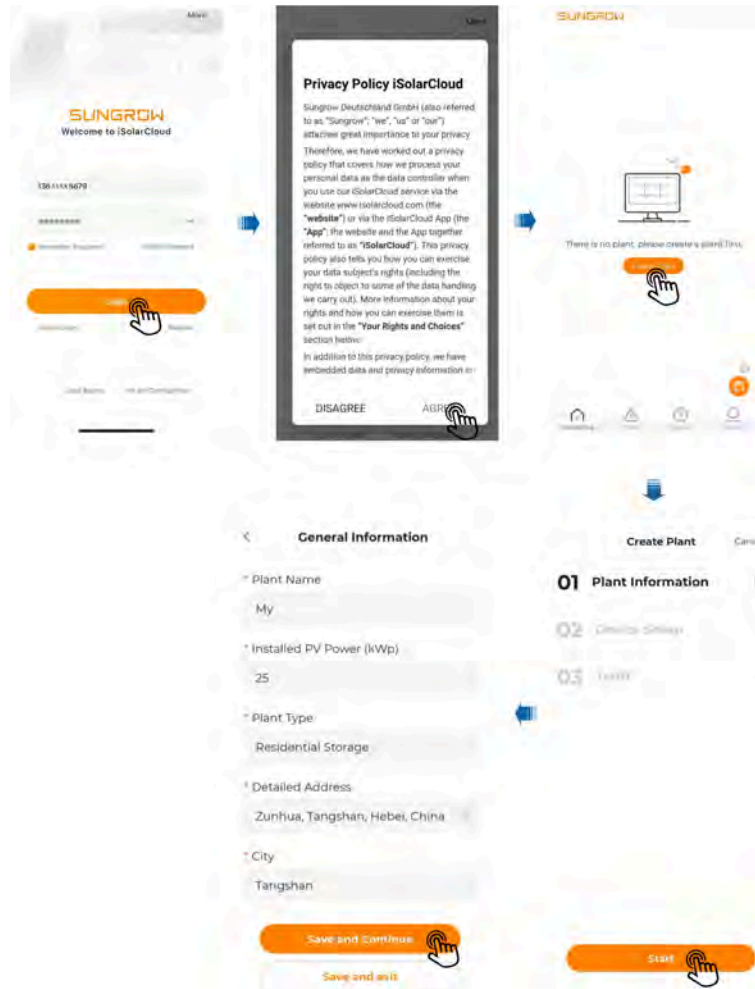 More
SUNGROW
Welcome to iSolarCloud
Login
Privacy Policy iSolarCloud
Sungrow Deutschland GmbH (also referred
to as "Sungrow"; "we", "us" or "our")
attaches great importance to your privacy.
Therefore, we have worked out a privacy
policy that covers how we process your
personal data as the data controller when
you use our iSolarCloud service via the
website www.isolarcloud.com (the
"website") or via the iSolarCloud App (the
"App"; the website and the App together
referred to as "iSolarCloud"). This privacy
policy also tells you how you can exercise
your data subject's rights (including the
right to object to some of the data handling
we carry out). More information about your
rights and how you can exercise them is
set out in the "Your Rights and Choices"
section below.
In addition to this privacy policy, we have
embedded data and privacy information in
DISAGREE
AGREE
SUNGROW
There is no plant, please create a plant first.
Create Plant
01 Plant Information
02
03
Start
General Information
* Plant Name
My
* Installed PV Power (kWp)
25
* Plant Type
Residential Storage
* Detailed Address
Zunhua, Tangshan, Hebei, China
* City
Tangshan
Save and Continue
Save and exit